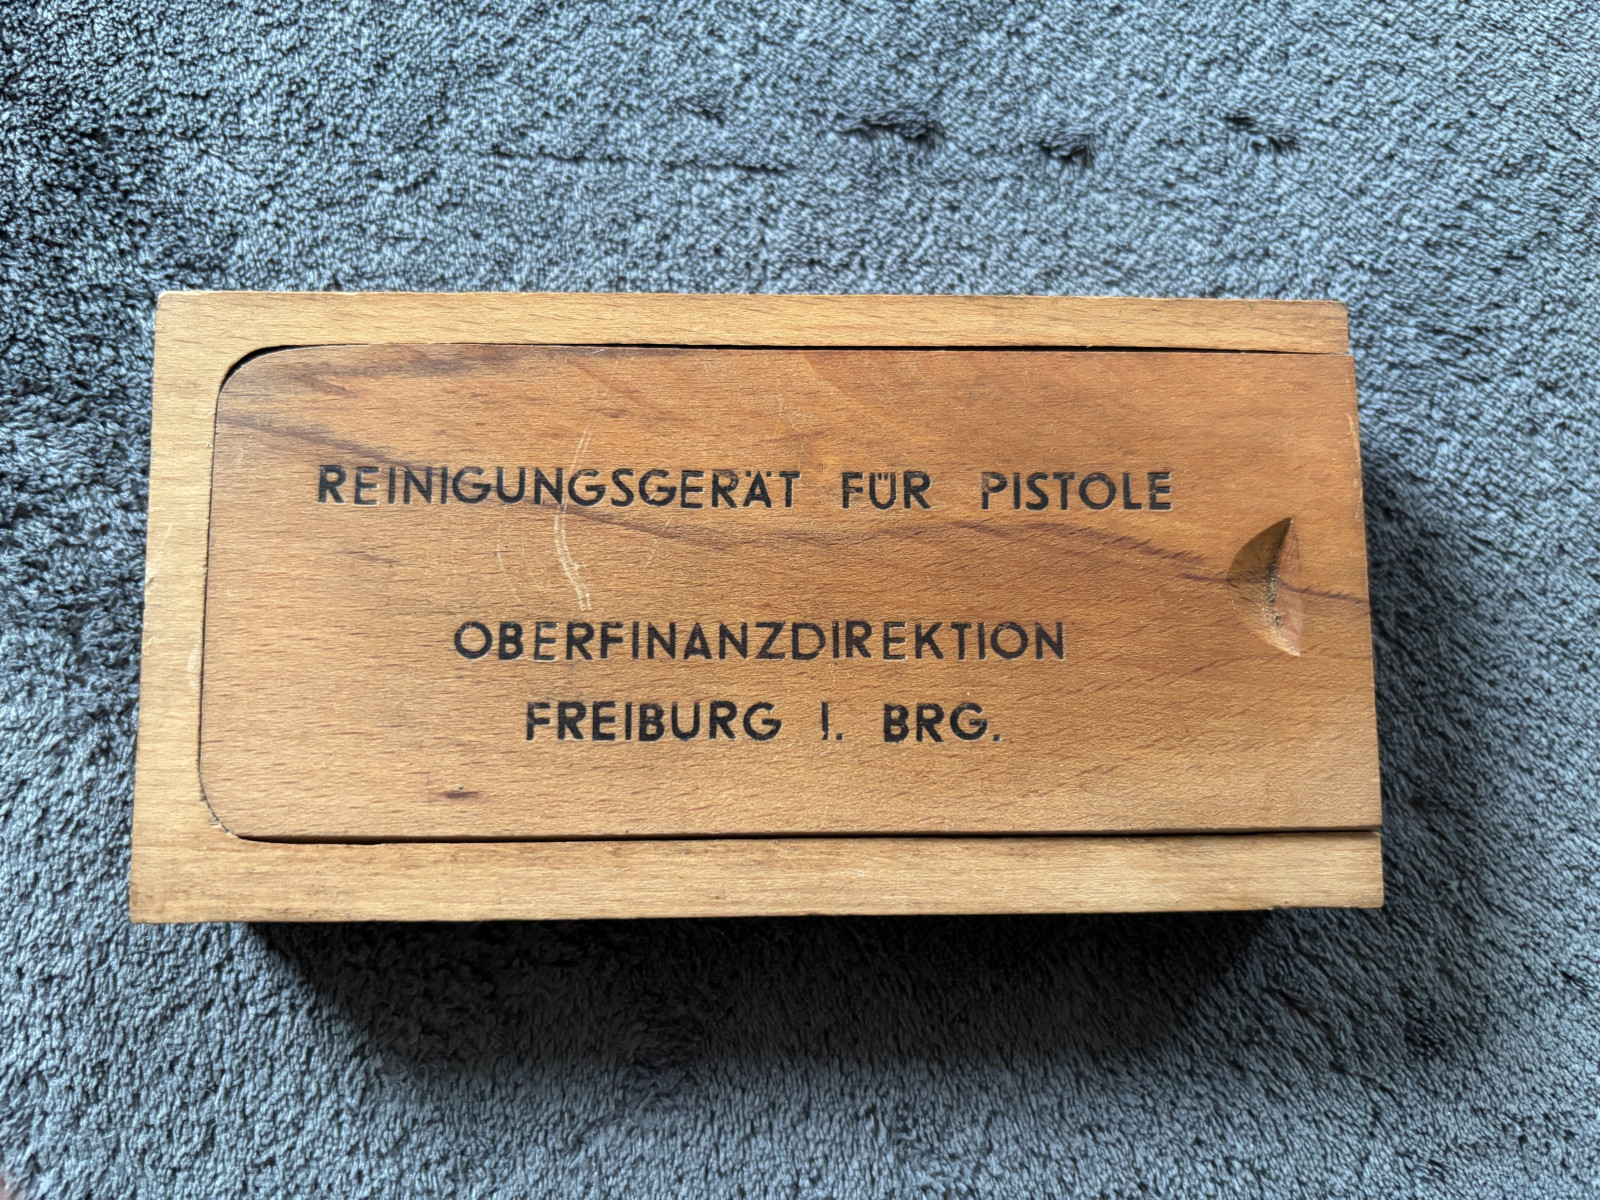 REINIGUNGSGERÄT FÜR PISTOLE
OBERFINANZDIREKTION
FREIBURG I. BRG.